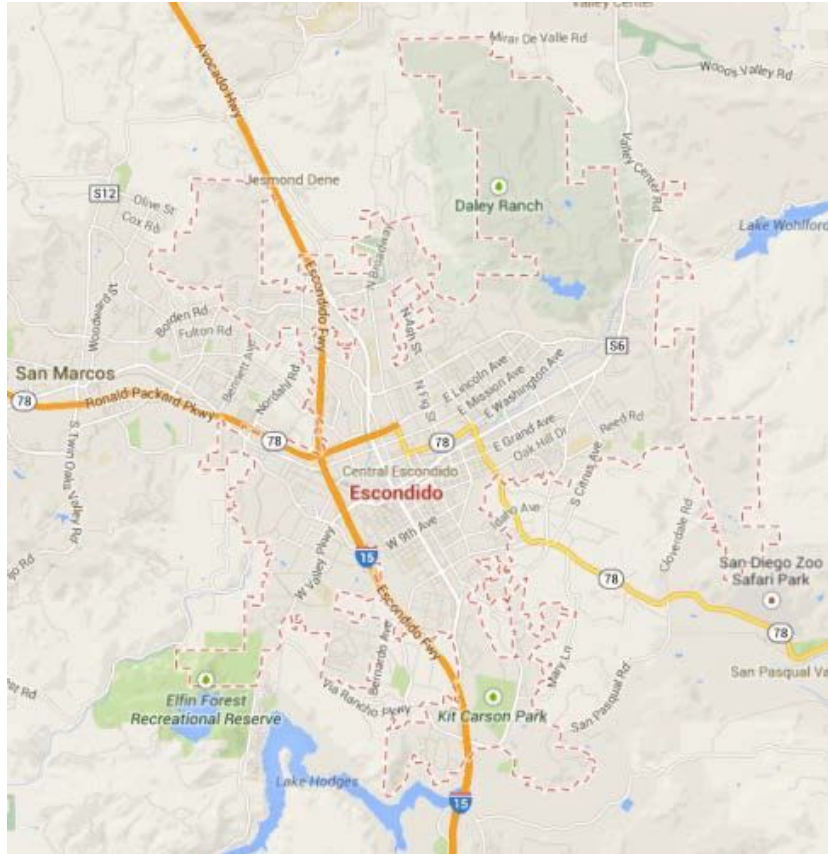 Valley Center
Mirar De Valle Rd
Woods Valley Rd
Avocado Hwy
Valley Center Rd
Jesmond Dene
S12
Olive St
Cox Rd
Daley Ranch
Lake Wohlford
N Broadway
Escondido Fwy
Woodward St
Borden Rd
Fulton Rd
N Ash St
Bennett Ave
Nordahl Rd
S6
San Marcos
E Lincoln Ave
E Mission Ave
E Washington Ave
N Fig St
78
Ronald Packard Pkwy
78
78
E Grand Ave
Oak Hill Dr
Reed Rd
S Twin Oaks Valley Rd
Central Escondido
Escondido
S Citrus Ave
Idaho Ave
W 9th Ave
Cloverdale Rd
15
W Valley Pkwy
78
San Diego Zoo
Safari Park
Escondido Fwy
78
Bernardo Ave
Mary Ln
San Pasqual Va
Elfin Forest
Recreational Reserve
Via Rancho Pkwy
Kit Carson Park
San Pasqual Rd
Lake Hodges
15